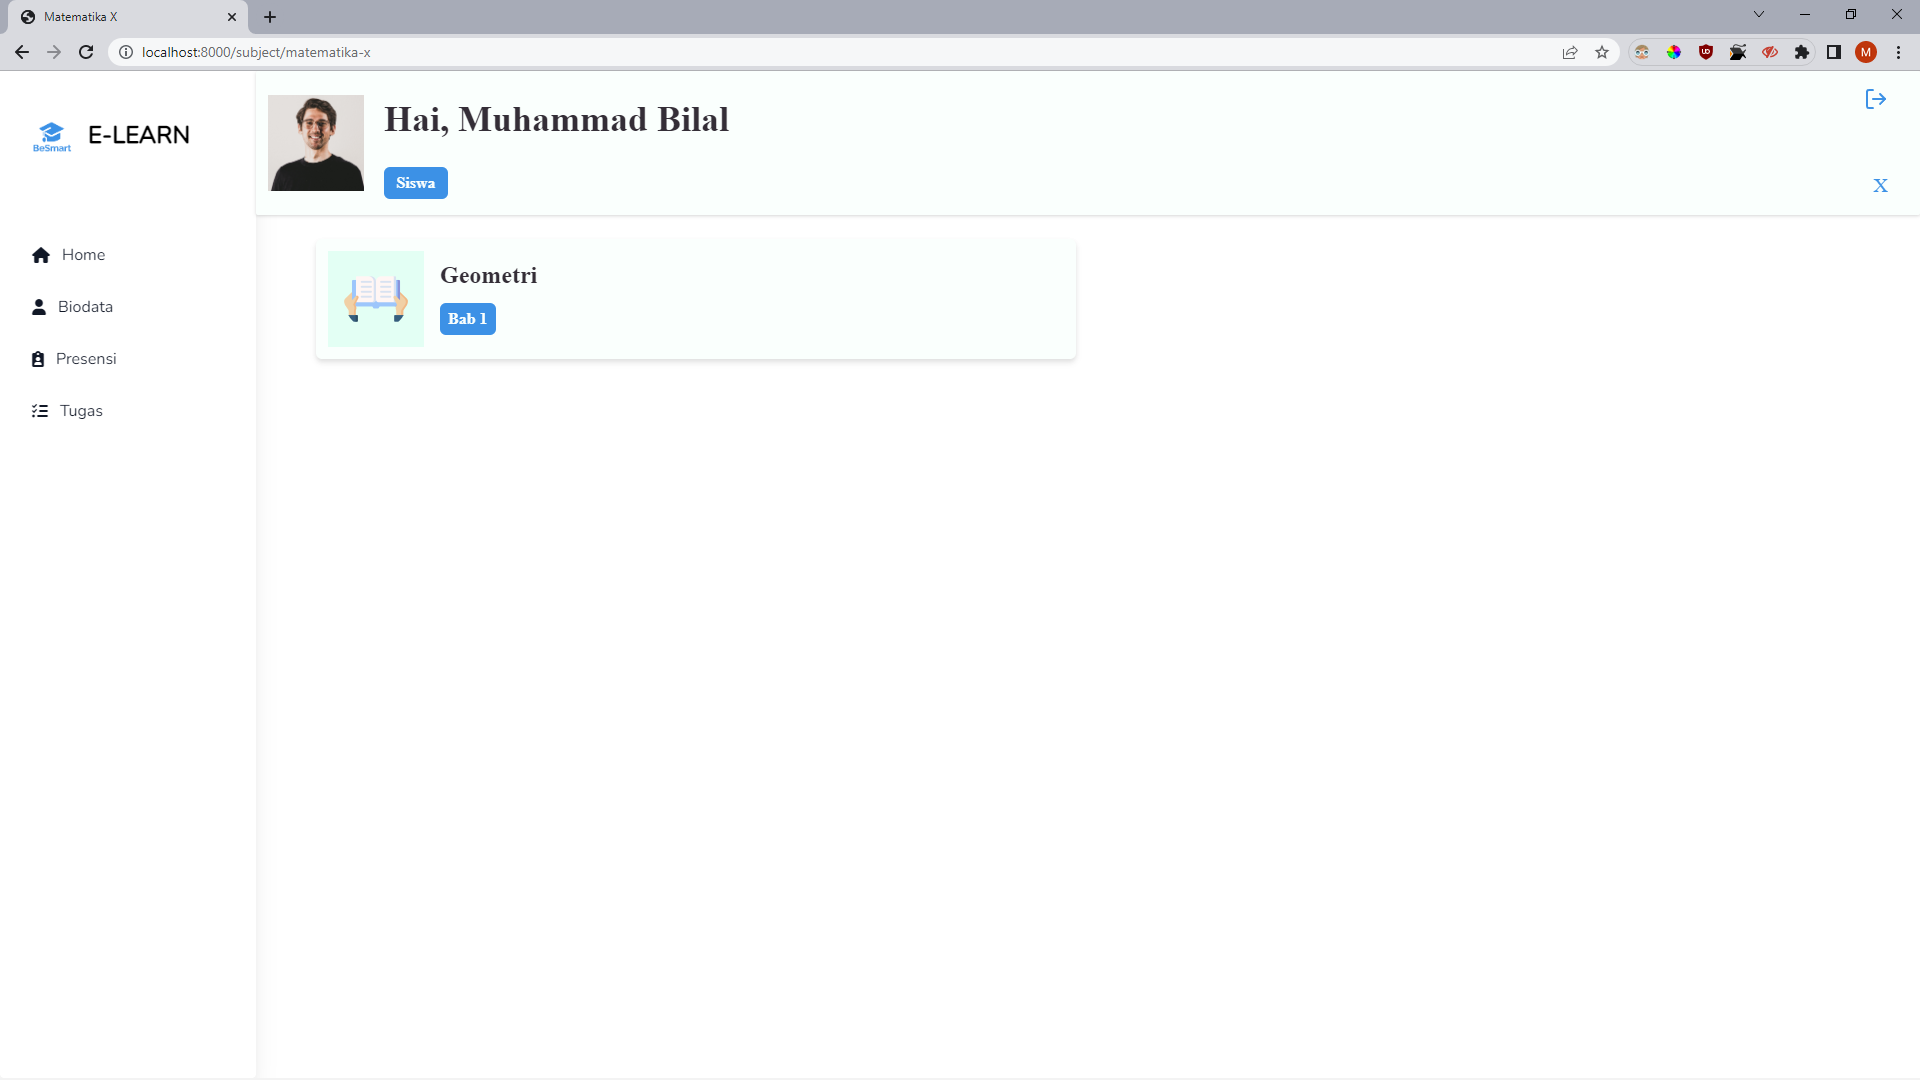 Matematika X
localhost:8000/subject/matematika-x
M
BeSmart
E-LEARN
Home
Biodata
Presensi
Tugas
Hai, Muhammad Bilal
Siswa
X
Geometri
Bab 1